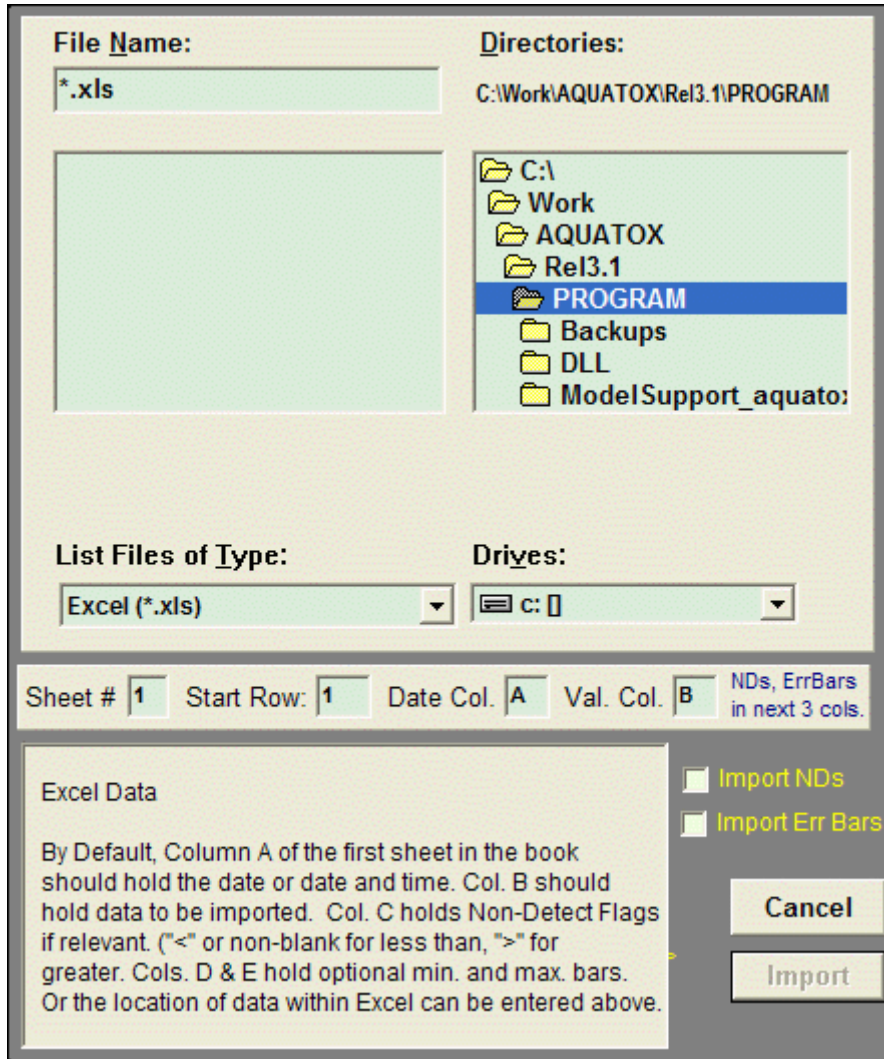 File Name:
Directories:
*.xls
C:\Work\AQUATOX\Rel3.1\PROGRAM
C:\
Work
AQUATOX
Rel3.1
PROGRAM
Backups
DLL
ModelSupport_aquatox
List Files of Type:
Drives:
Excel (*.xls)
c: []
Sheet # 1 Start Row: 1 Date Col. A Val. Col. B
NDs, ErrBars
in next 3 cols.
Excel Data
By Default, Column A of the first sheet in the book
should hold the date or date and time. Col. B should
hold data to be imported. Col. C holds Non-Detect Flags
if relevant. ("<" or non-blank for less than, ">" for
greater. Cols. D & E hold optional min. and max. bars.
Or the location of data within Excel can be entered above.
Import NDs
Import Err Bars
Cancel
Import